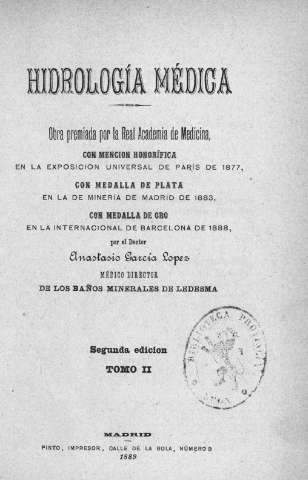 HIDROLOGÍA MÉDICA
Obra premiada por la Real Academia de Medicina,
CON MENCION HONORÍFICA
EN LA EXPOSICION UNIVERSAL DE PARÍS DE 1877,
CON MEDALLA DE PLATA
EN LA DE MINERÍA DE MADRID DE 1883,
CON MEDALLA DE ORO
EN LA INTERNACIONAL DE BARCELONA DE 1888,
por el Doctor
Anastasio García Lopez
MÉDICO DIRECTOR
DE LOS BAÑOS MINERALES DE LEDESMA
Segunda edicion
TOMO II
BIBLIOTECA
MADRID
PINTO, IMPRESOR, CALLE DE LA BOLA, NÚMERO 8
1889